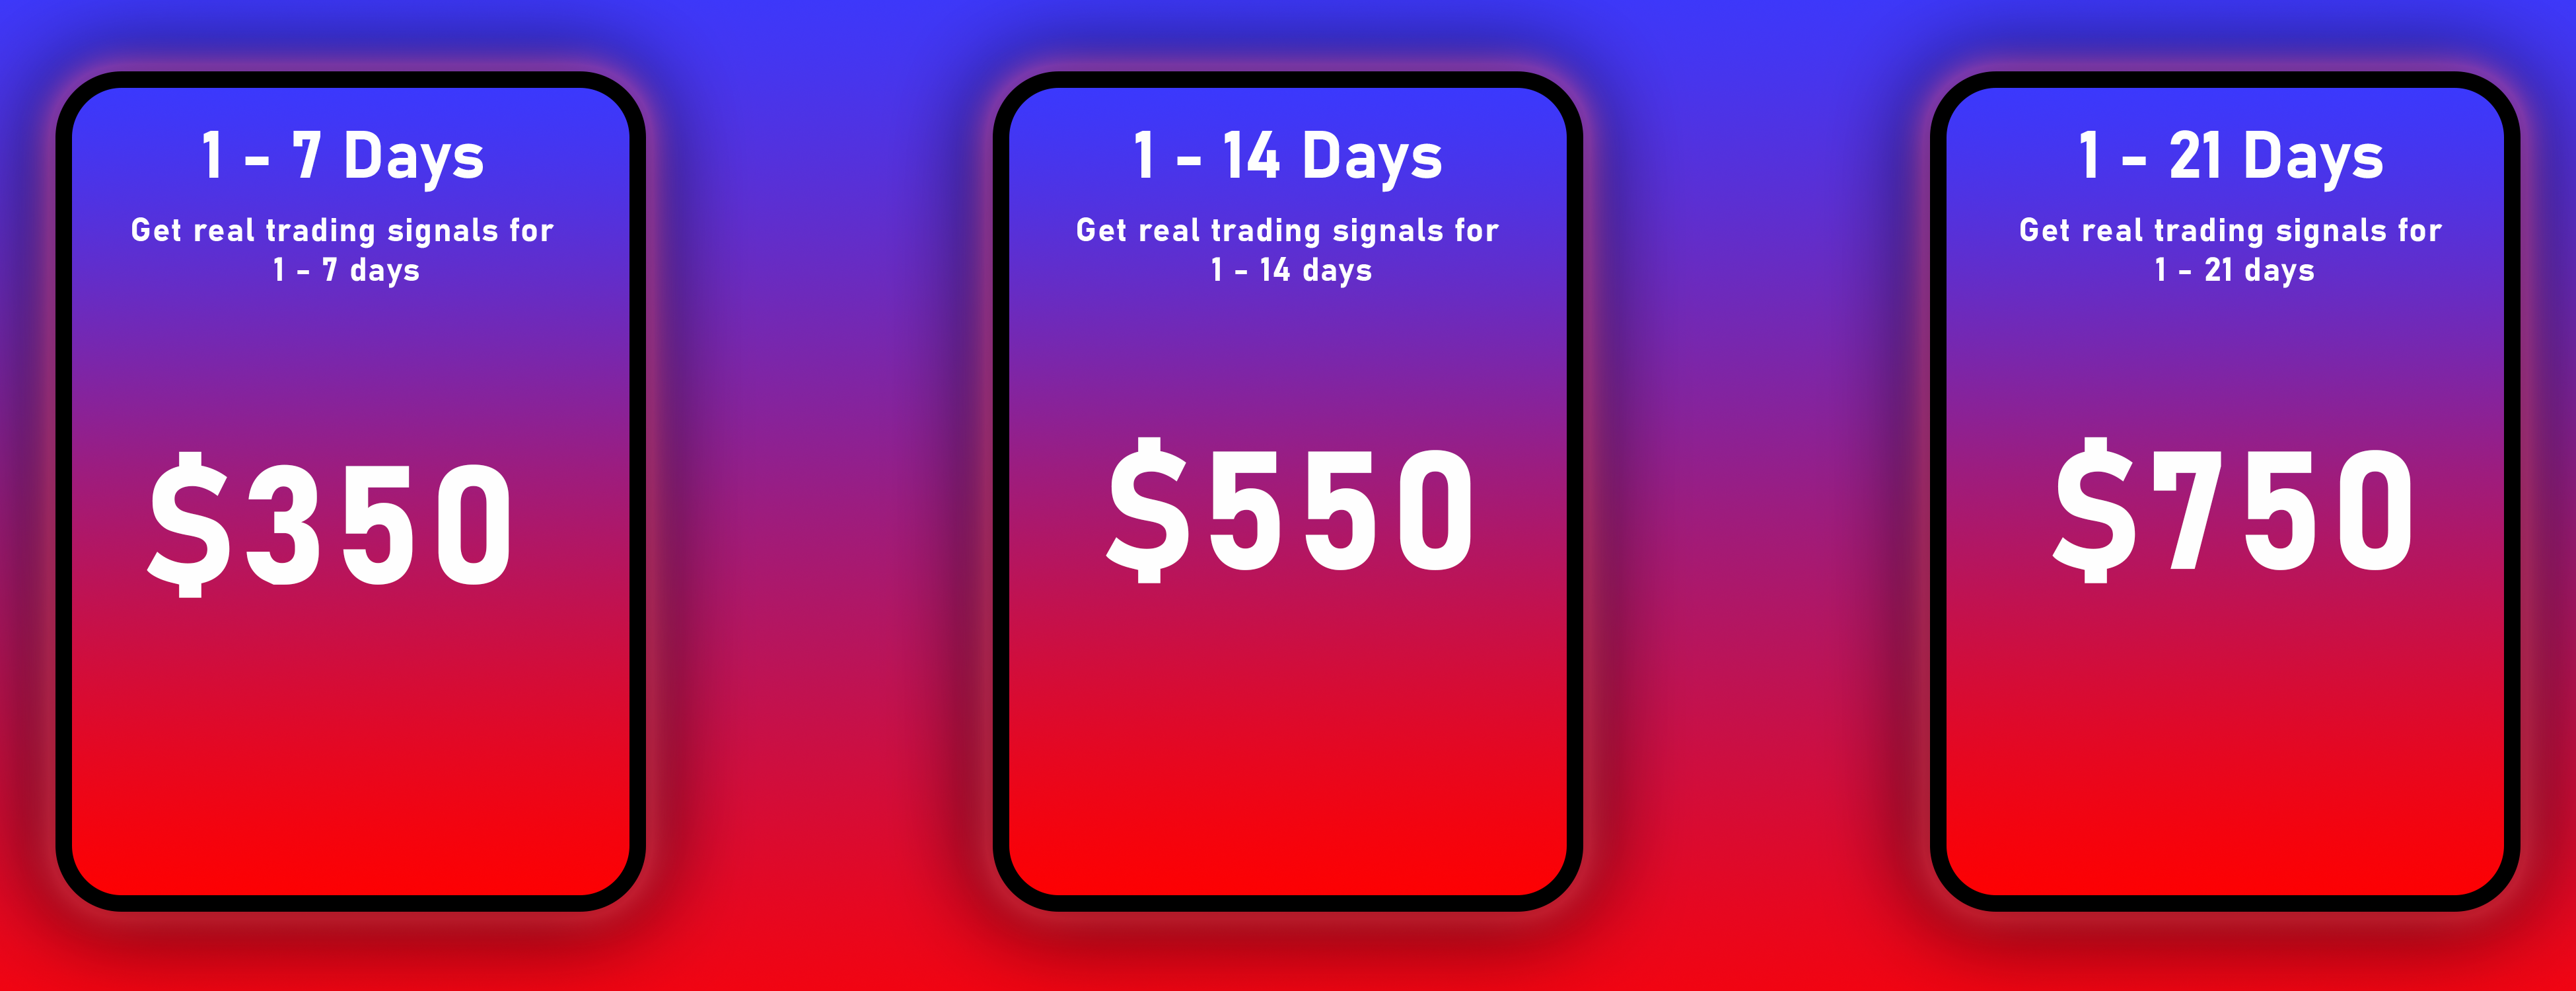 1 - 7 Days
Get real trading signals for
1 - 7 days
$350
1 - 14 Days
Get real trading signals for
1 - 14 days
$550
1 - 21 Days
Get real trading signals for
1 - 21 days
$750